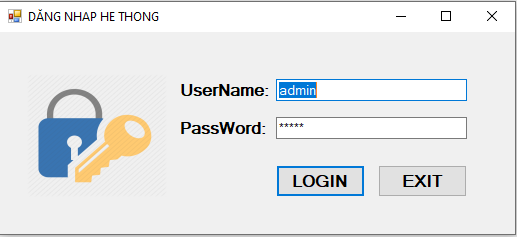 DĂNG NHAP HE THONG
UserName: admin
PassWord: *****
LOGIN EXIT